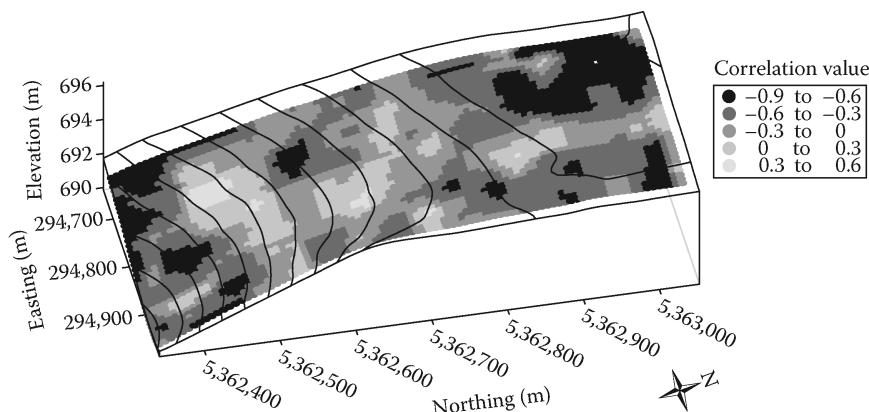 Correlation value
−0.9 to −0.6
−0.6 to −0.3
−0.3 to 0
0 to 0.3
0.3 to 0.6
Elevation (m)
696
694
692
690
Easting (m)
294,700
294,800
294,900
5,362,400
5,362,500
5,362,600
5,362,700
5,362,800
5,362,900
5,363,000
Northing (m)
N